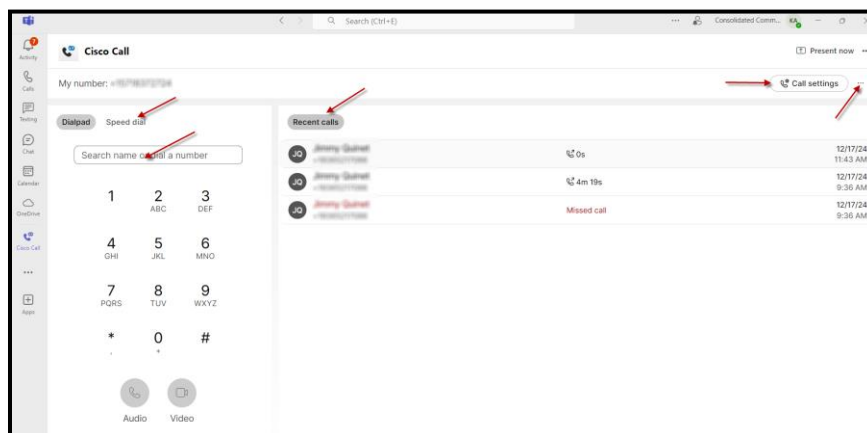 Search (Ctrl+E)
Consolidated Comm...
KA
7
Activity
Cisco Call
Present now
Calls
My number:
Call settings
Texting
Dialpad
Speed dial
Recent calls
Chat
Search name or dial a number
JQ
0s
12/17/24
11:43 AM
Calendar
JQ
4m 19s
12/17/24
9:36 AM
OneDrive
JQ
Missed call
12/17/24
9:36 AM
Cisco Call
Apps
1 2 3
ABC DEF
4 5 6
GHI JKL MNO
7 8 9
PQRS TUV WXYZ
* 0 #
, +
Audio Video